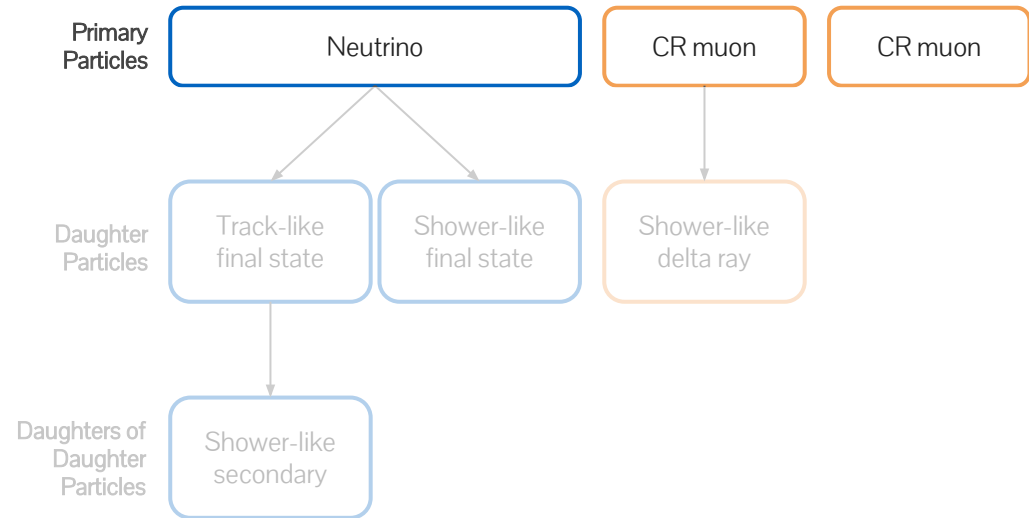 Primary
Particles
Neutrino
CR muon
CR muon
Daughter
Particles
Track-like
final state
Shower-like
final state
Shower-like
delta ray
Daughters of
Daughter
Particles
Shower-like
secondary